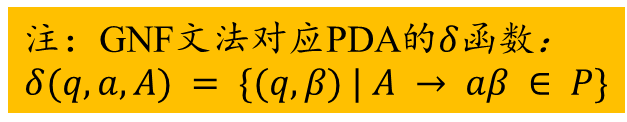 注：GNF文法对应PDA的𝛿函数：
𝛿(𝑞, 𝑎, 𝐴) = {(𝑞, 𝛽) | 𝐴 → 𝑎𝛽 ∈ 𝑃}